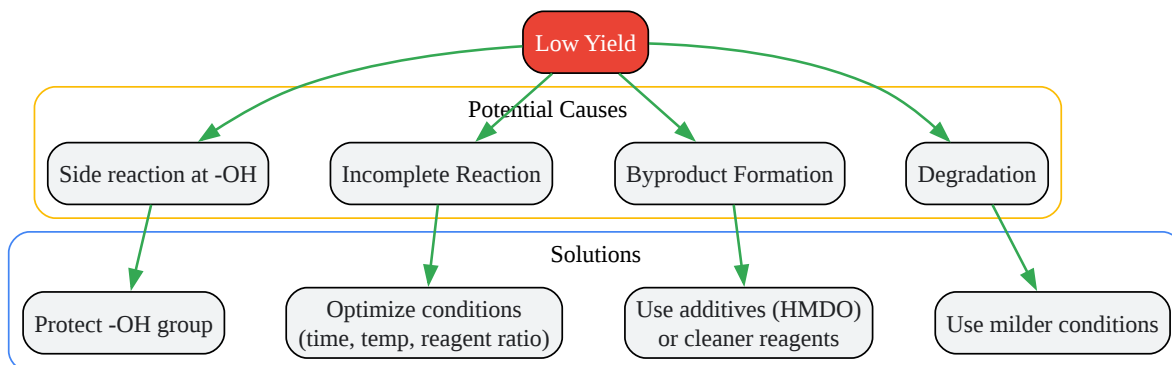 Low Yield
Potential Causes
Side reaction at -OH
Incomplete Reaction
Byproduct Formation
Degradation
Solutions
Protect -OH group
Optimize conditions
(time, temp, reagent ratio)
Use additives (HMDO)
or cleaner reagents
Use milder conditions